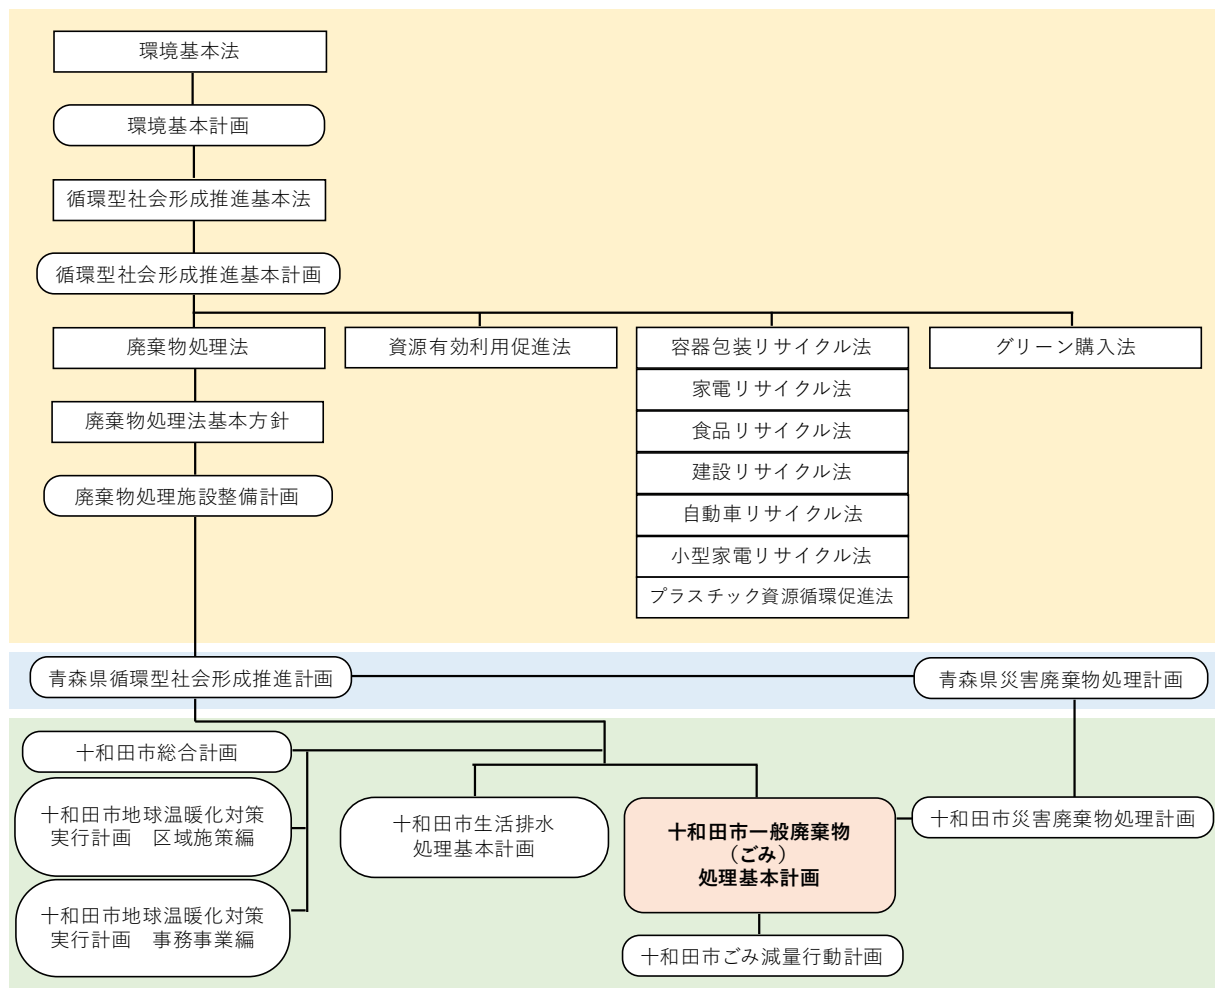 環境基本法
環境基本計画
循環型社会形成推進基本法
循環型社会形成推進基本計画
廃棄物処理法
資源有効利用促進法
容器包装リサイクル法
グリーン購入法
家電リサイクル法
廃棄物処理法基本方針
食品リサイクル法
建設リサイクル法
廃棄物処理施設整備計画
自動車リサイクル法
小型家電リサイクル法
プラスチック資源循環促進法
青森県循環型社会形成推進計画
青森県災害廃棄物処理計画
十和田市総合計画
十和田市地球温暖化対策
実行計画　区域施策編
十和田市生活排水
処理基本計画
十和田市一般廃棄物
（ごみ）
処理基本計画
十和田市災害廃棄物処理計画
十和田市地球温暖化対策
実行計画　事務事業編
十和田市ごみ減量行動計画